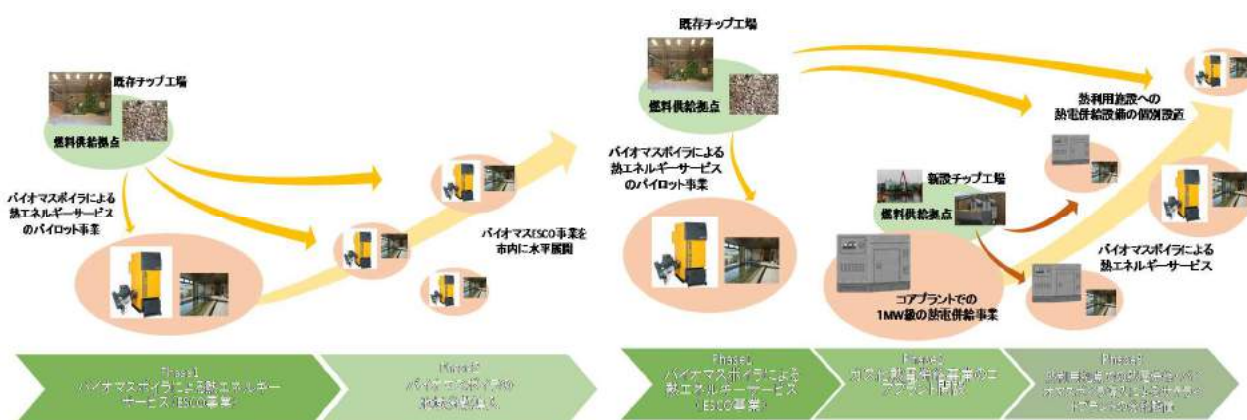 既存チップ工場
燃料供給拠点
バイオマスボイラによる
熱エネルギーサービス
のパイロット事業
バイオマスESCO事業を
市内に水平展開
Phase1
バイオマスボイラによる熱エネルギー
サービス(ESCO事業)
既存チップ工場
燃料供給拠点
バイオマスボイラによる
熱エネルギーサービス
のパイロット事業
熱利用施設への
熱電併給設備の個別設置
新設チップ工場
燃料供給拠点
コアプラントでの
1MW級の熱電併給事業
バイオマスボイラによる
熱エネルギーサービス
Phase1
バイオマスボイラによる
熱エネルギーサービス
(ESCO事業)